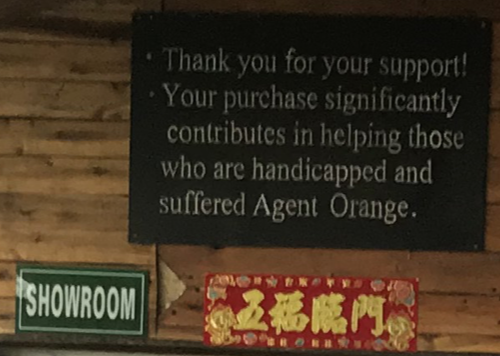 · Thank you for your support!
· Your purchase significantly
contributes in helping those
who are handicapped and
suffered Agent Orange.
SHOWROOM
五福臨門